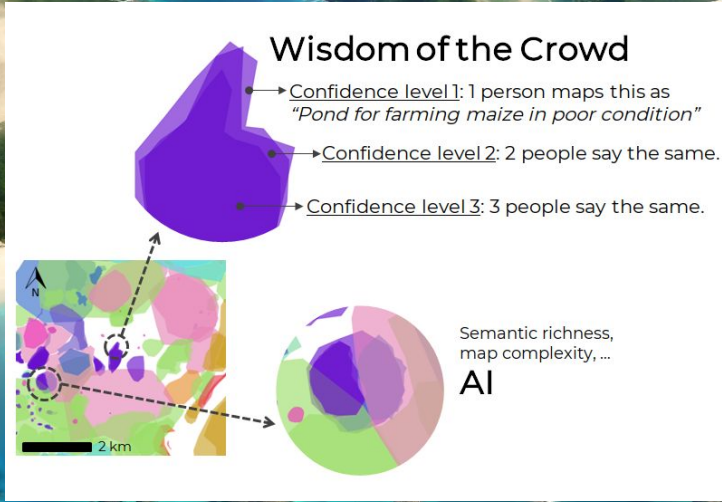 Wisdom of the Crowd
Confidence level 1: 1 person maps this as
“Pond for farming maize in poor condition”
Confidence level 2: 2 people say the same.
Confidence level 3: 3 people say the same.
N
2 km
Semantic richness,
map complexity, ...
AI